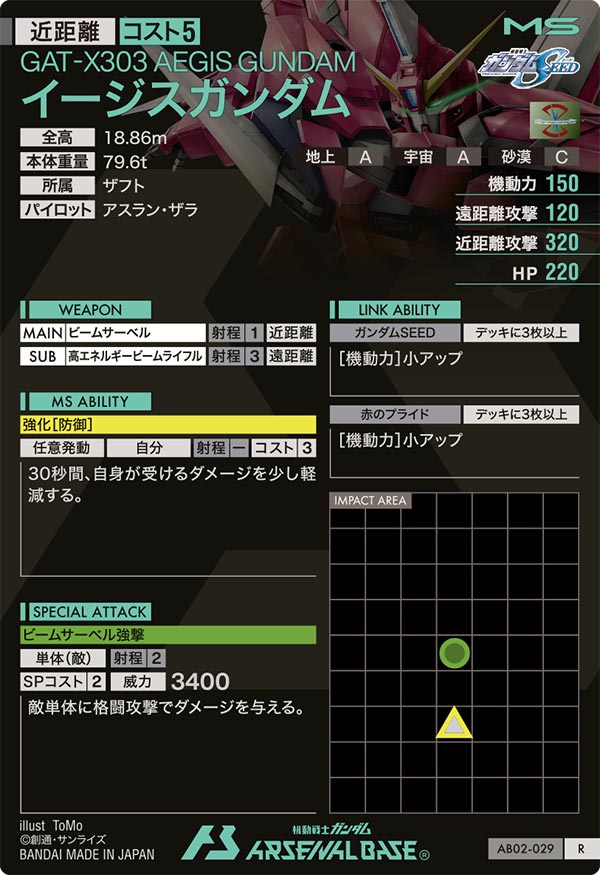 近距離 コスト5 MS
GAT-X303 AEGIS GUNDAM
イージスガンダム
機動戦士
ガンダムSEED
全高 18.86m
本体重量 79.6t
所属 ザフト
パイロット アスラン・ザラ
地上 A 宇宙 A 砂漠 C
機動力 150
遠距離攻撃 120
近距離攻撃 320
HP 220
WEAPON
MAIN ビームサーベル 射程 1 近距離
SUB 高エネルギービームライフル 射程 3 遠距離
MS ABILITY
強化[防御]
任意発動 自分 射程 ー コスト 3
30秒間、自身が受けるダメージを少し軽
減する。
SPECIAL ATTACK
ビームサーベル強撃
単体(敵) 射程 2
SPコスト 2 威力 3400
敵単体に格闘攻撃でダメージを与える。
LINK ABILITY
ガンダムSEED デッキに3枚以上
[機動力]小アップ
赤のプライド デッキに3枚以上
[機動力]小アップ
IMPACT AREA
illust ToMo
©創通・サンライズ
BANDAI MADE IN JAPAN
機動戦士ガンダム
ARSENAL BASE®
AB02-029 R